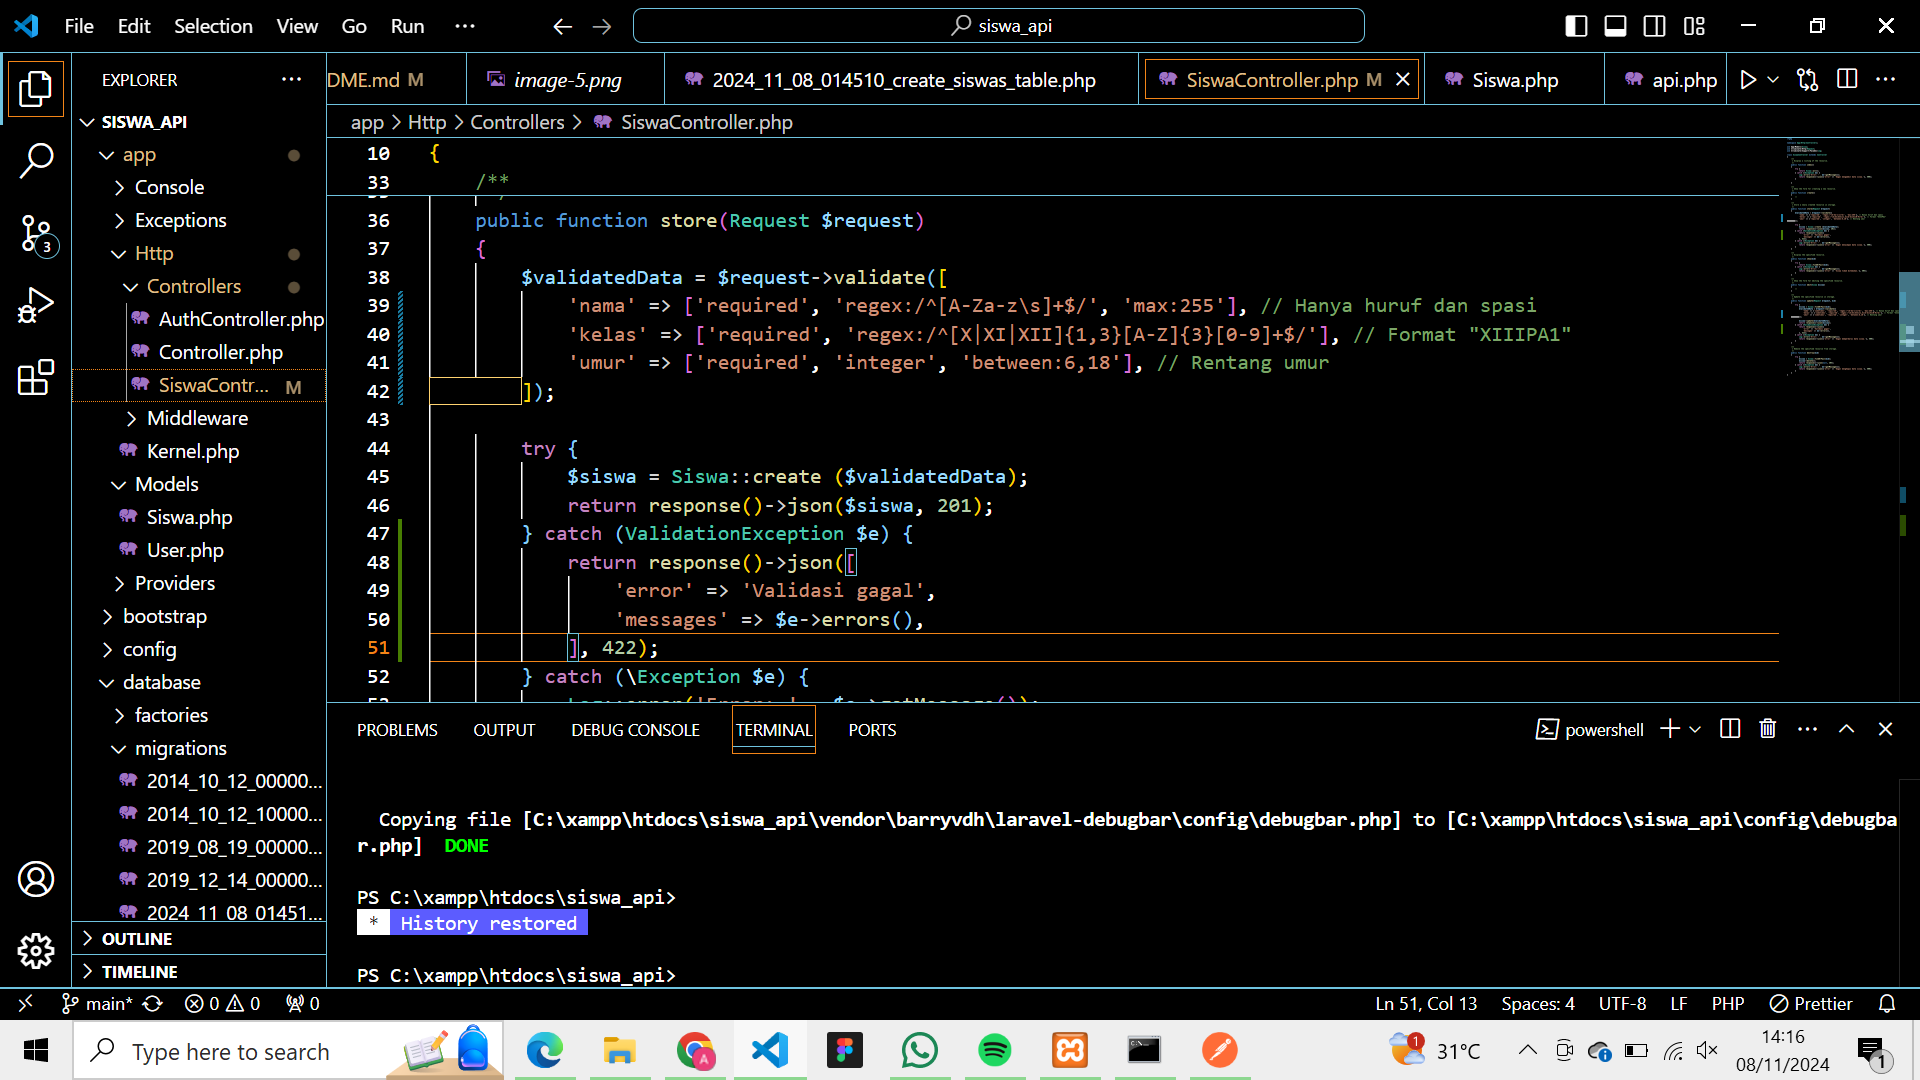 File Edit Selection View Go Run ···
siswa_api
EXPLORER
DME.md M
image-5.png
2024_11_08_014510_create_siswas_table.php
SiswaController.php M
Siswa.php
api.php
SISWA_API
app
Console
Exceptions
Http
Controllers
AuthController.php
Controller.php
SiswaContr... M
Middleware
Kernel.php
Models
Siswa.php
User.php
Providers
bootstrap
config
database
factories
migrations
2014_10_12_00000...
2014_10_12_10000...
2019_08_19_00000...
2019_12_14_00000...
2024_11_08_01451...
OUTLINE
TIMELINE
3
app > Http > Controllers > SiswaController.php
10 {
33 /**
36 public function store(Request $request)
37 {
38 $validatedData = $request->validate([
39 'nama' => ['required', 'regex:/^[A-Za-z\s]+$/', 'max:255'], // Hanya huruf dan spasi
40 'kelas' => ['required', 'regex:/^[X|XI|XII]{1,3}[A-Z]{3}[0-9]+$/'], // Format "XIIIPA1"
41 'umur' => ['required', 'integer', 'between:6,18'], // Rentang umur
42 ]);
43
44 try {
45 $siswa = Siswa::create ($validatedData);
46 return response()->json($siswa, 201);
47 } catch (ValidationException $e) {
48 return response()->json([
49 'error' => 'Validasi gagal',
50 'messages' => $e->errors(),
51 ], 422);
52 } catch (\Exception $e) {
PROBLEMS OUTPUT DEBUG CONSOLE TERMINAL PORTS
powershell
Copying file [C:\xampp\htdocs\siswa_api\vendor\barryvdh\laravel-debugbar\config\debugbar.php] to [C:\xampp\htdocs\siswa_api\config\debugba
r.php] DONE
PS C:\xampp\htdocs\siswa_api>
* History restored
PS C:\xampp\htdocs\siswa_api>
main* 0 0 0
Ln 51, Col 13 Spaces: 4 UTF-8 LF PHP Prettier
Type here to search
A
1
31°C
14:16
08/11/2024
1